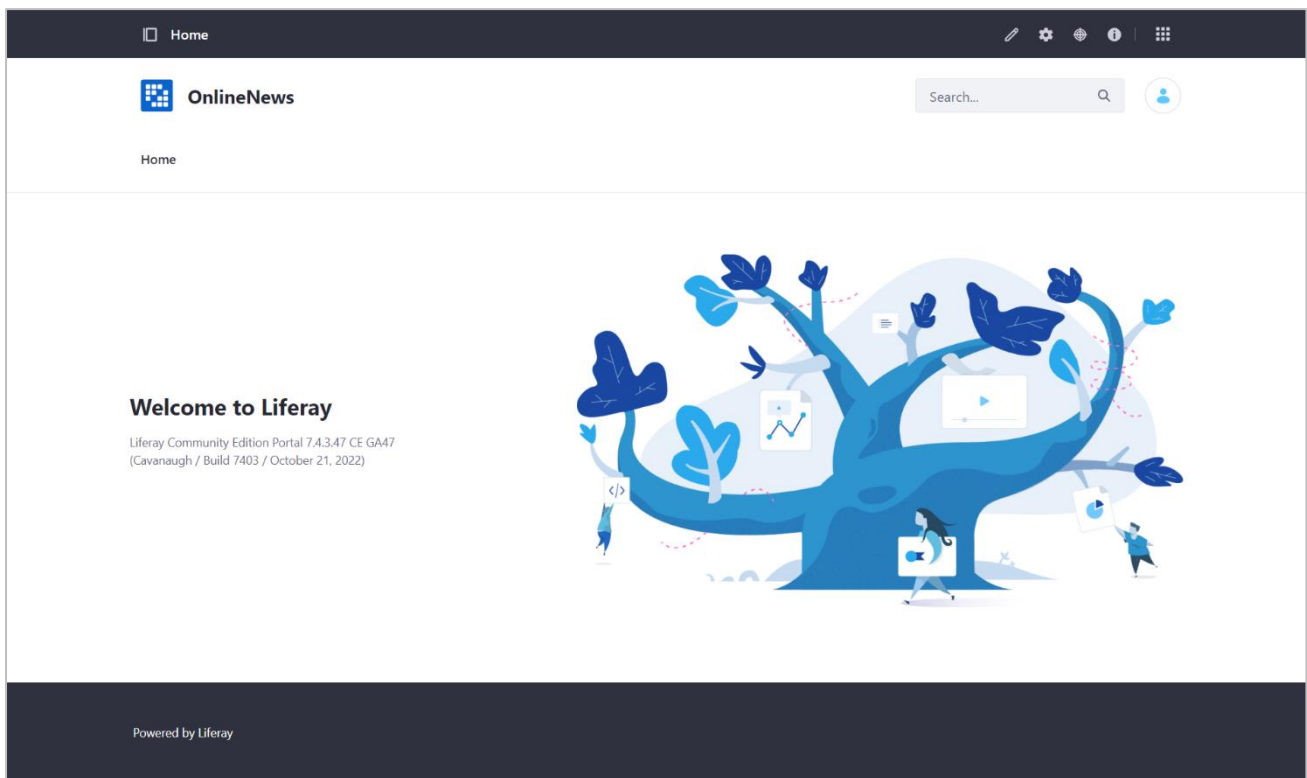 Home
OnlineNews
Search...
Home
Welcome to Liferay
Liferay Community Edition Portal 7.4.3.47 CE GA47
(Cavanaugh / Build 7403 / October 21, 2022)
</>
Powered by Liferay